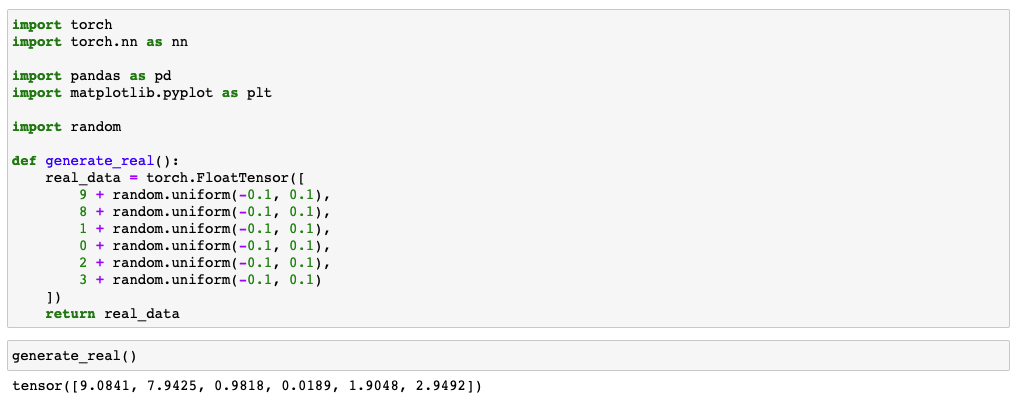 import torch
import torch.nn as nn
import pandas as pd
import matplotlib.pyplot as plt
import random
def generate_real():
    real_data = torch.FloatTensor([
        9 + random.uniform(-0.1, 0.1),
        8 + random.uniform(-0.1, 0.1),
        1 + random.uniform(-0.1, 0.1),
        0 + random.uniform(-0.1, 0.1),
        2 + random.uniform(-0.1, 0.1),
        3 + random.uniform(-0.1, 0.1)
    ])
    return real_data
generate_real()
tensor([9.0841, 7.9425, 0.9818, 0.0189, 1.9048, 2.9492])